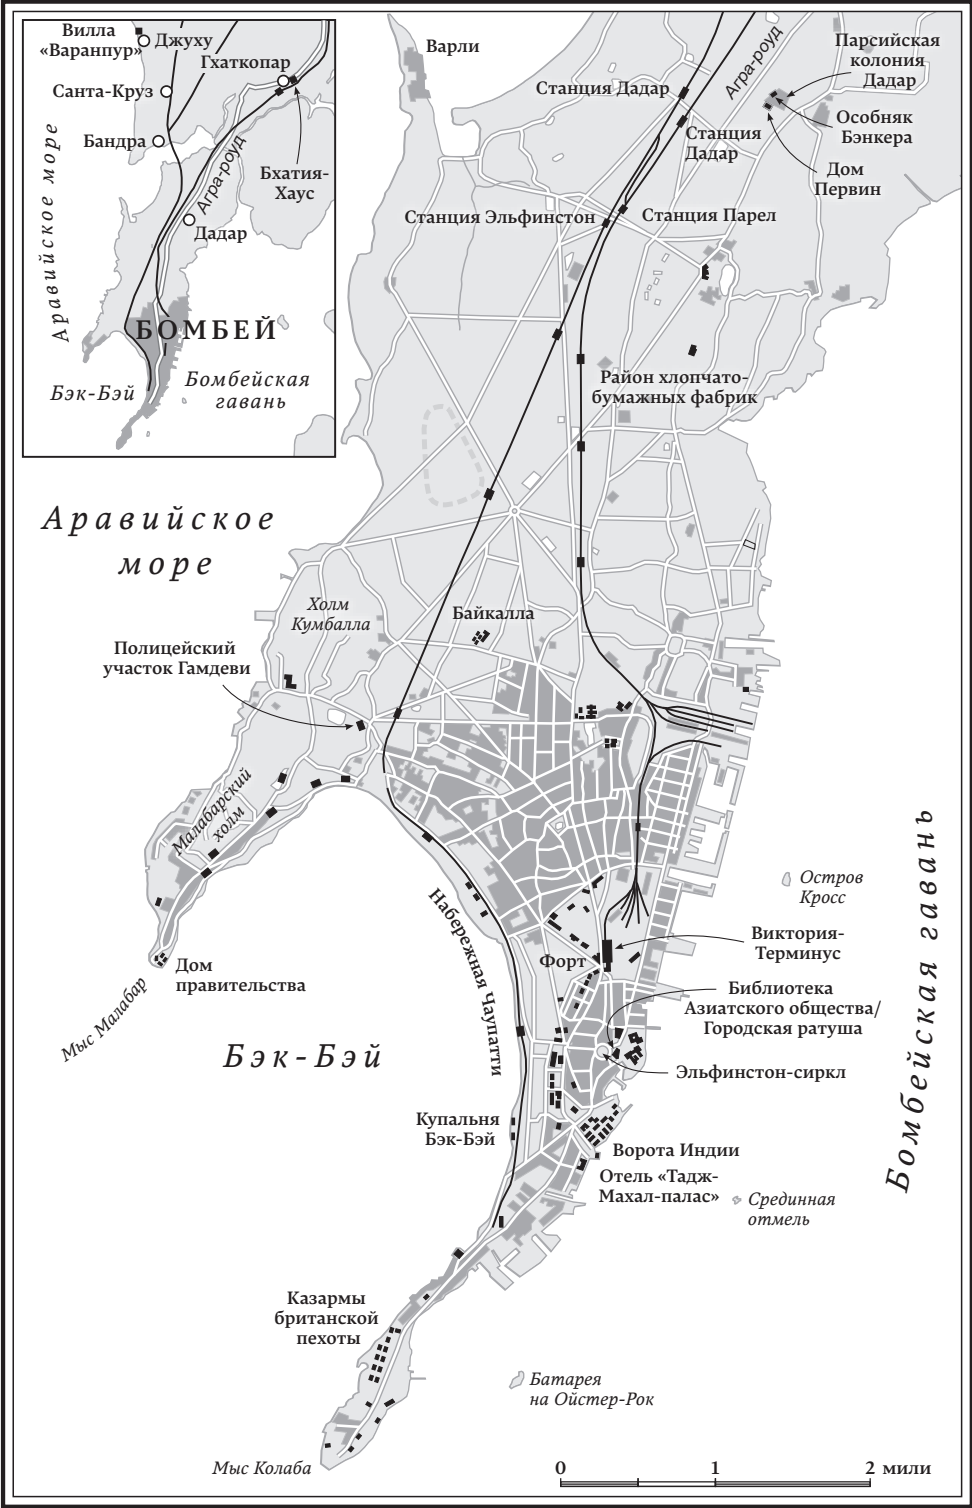 Вилла
«Варанпур»
Джуху
Гхаткопар
Санта-Круз
Бандра
Аравийское море
Агра-роуд
Бхатия-
Хаус
Дадар
БОМБЕЙ
Бэк-Бэй
Бомбейская
гавань
Варли
Станция Дадар
Агра-роуд
Парсийская
колония
Дадар
Станция
Дадар
Особняк
Бэнкера
Дом
Первин
Станция Эльфинстон
Станция Парел
Район хлопчато-
бумажных фабрик
Аравийское
море
Холм
Кумбалла
Байкалла
Полицейский
участок Гамдеви
Малабарский
холм
Остров
Кросс
Набережная Чаупатти
Виктория-
Терминус
Форт
Дом
правительства
Мыс Малабар
Библиотека
Азиатского общества/
Городская ратуша
Бэк-Бэй
Эльфинстон-сиркл
Бомбейская гавань
Купальня
Бэк-Бэй
Ворота Индии
Отель «Тадж-
Махал-палас»
Срединная
отмель
Казармы
британской
пехоты
Батарея
на Ойстер-Рок
Мыс Колаба
0 1 2 мили